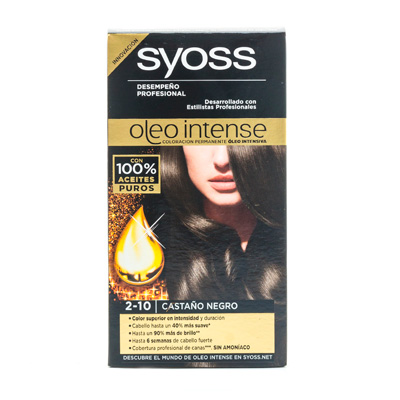 INNOVACIÓN
syoss
DESEMPEÑO
PROFESIONAL
Desarrollado con
Estilistas Profesionales
oleo intense
COLORACIÓN PERMANENTE ÓLEO INTENSIVA
CON
100%
ACEITES
PUROS
2-10 CASTAÑO NEGRO
• Color superior en intensidad y duración
• Cabello hasta un 40% más suave*
• Hasta un 90% más de brillo**
• Hasta 6 semanas de cabello fuerte
• Cobertura profesional de canas***. SIN AMONÍACO
DESCUBRE EL MUNDO DE OLEO INTENSE EN SYOSS.NET